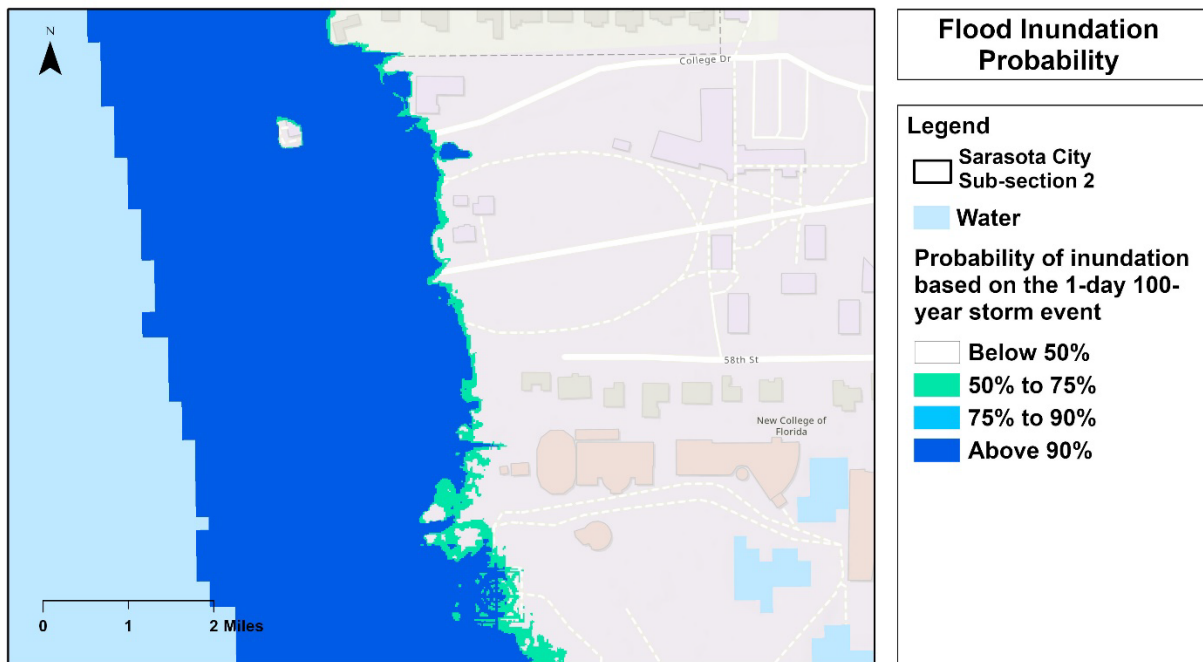 N
College Dr
58th St
New College of
Florida
0 1 2 Miles
Flood Inundation
Probability
Legend
Sarasota City
Sub-section 2
Water
Probability of inundation
based on the 1-day 100-
year storm event
Below 50%
50% to 75%
75% to 90%
Above 90%